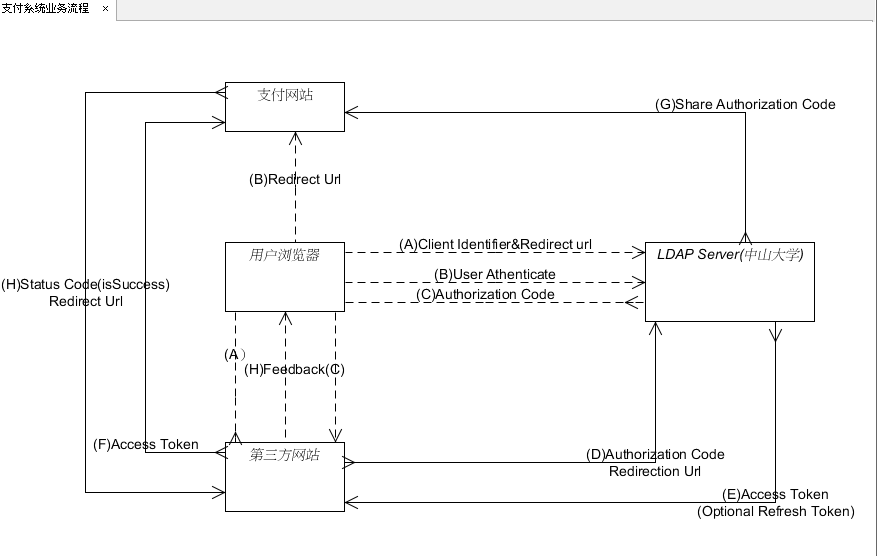 支付系统业务流程
支付网站
(G)Share Authorization Code
(B)Redirect Url
(A)Client Identifier&Redirect url
用户浏览器
LDAP Server(中山大学)
(B)User Athenticate
(C)Authorization Code
(H)Status Code(isSuccess)
Redirect Url
(A)
(H)Feedback(C)
(F)Access Token
第三方网站
(D)Authorization Code
Redirection Url
(E)Access Token
(Optional Refresh Token)